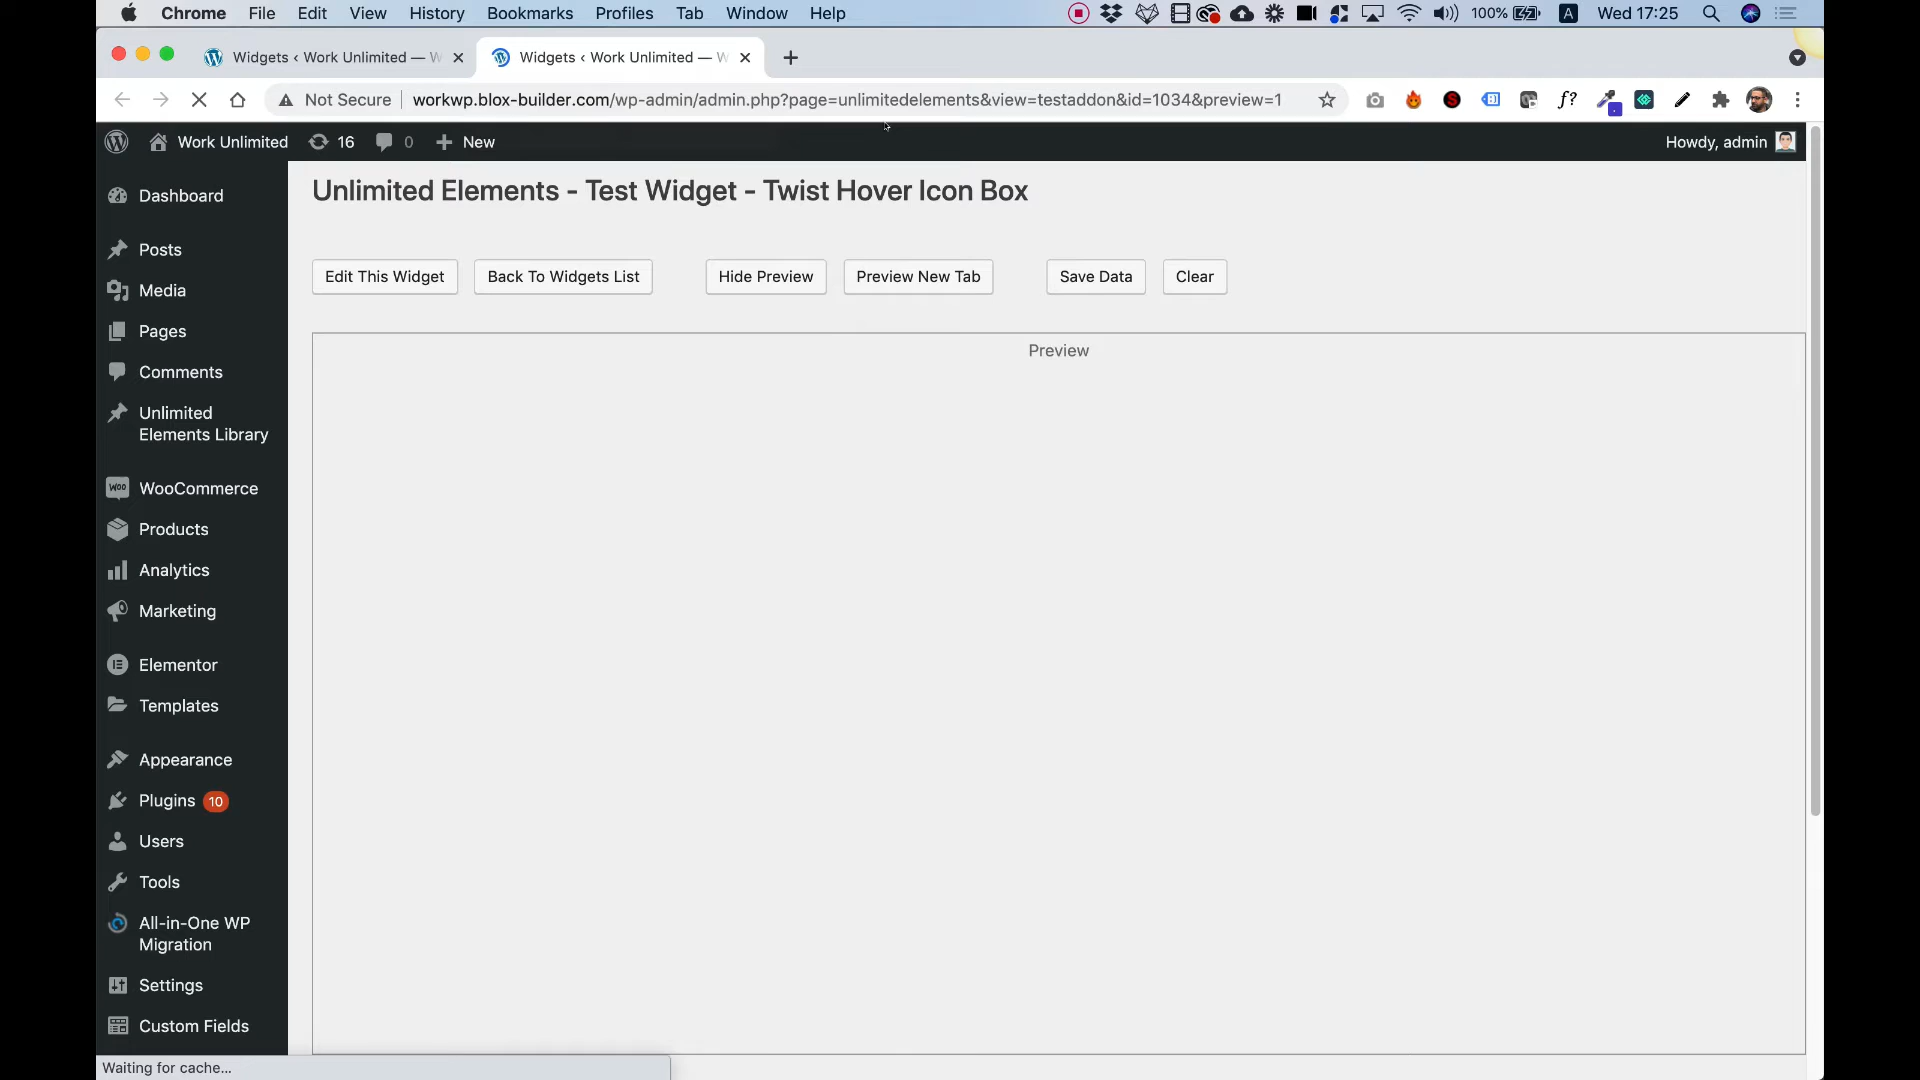 Chrome File Edit View History Bookmarks Profiles Tab Window Help 100% A Wed 17:25
Widgets ‹ Work Unlimited — W Widgets ‹ Work Unlimited — W
Not Secure workwp.blox-builder.com/wp-admin/admin.php?page=unlimitedelements&view=testaddon&id=1034&preview=1 S f?
Work Unlimited 16 0 New Howdy, admin
Unlimited Elements - Test Widget - Twist Hover Icon Box
Edit This Widget Back To Widgets List Hide Preview Preview New Tab Save Data Clear
Preview
Dashboard
Posts
Media
Pages
Comments
Unlimited
Elements Library
Woo WooCommerce
Products
Analytics
Marketing
Elementor
Templates
Appearance
Plugins 10
Users
Tools
All-in-One WP
Migration
Settings
Custom Fields
Waiting for cache...